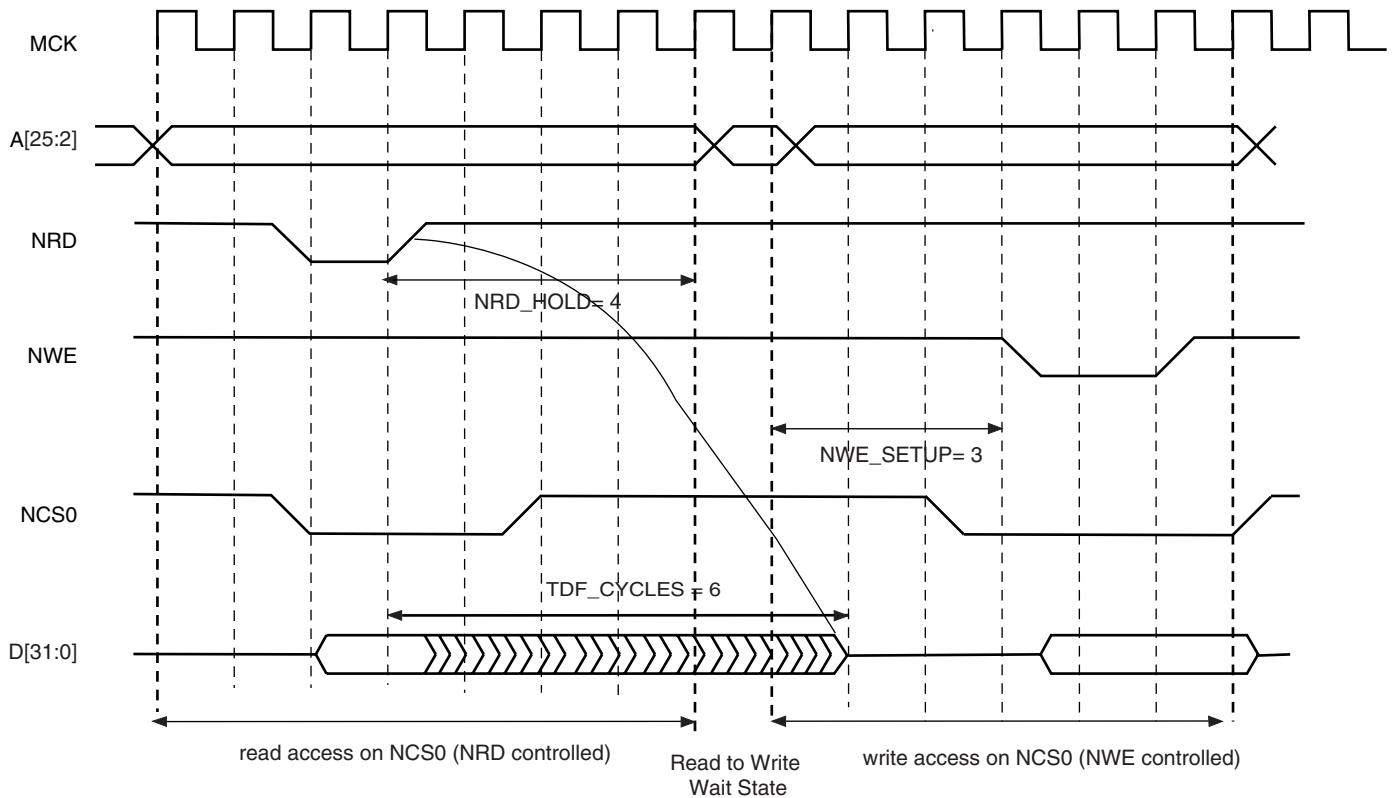 MCK
A[25:2]
NRD
NRD_HOLD= 4
NWE
NWE_SETUP= 3
NCS0
TDF_CYCLES = 6
D[31:0]
read access on NCS0 (NRD controlled)
Read to Write
Wait State
write access on NCS0 (NWE controlled)